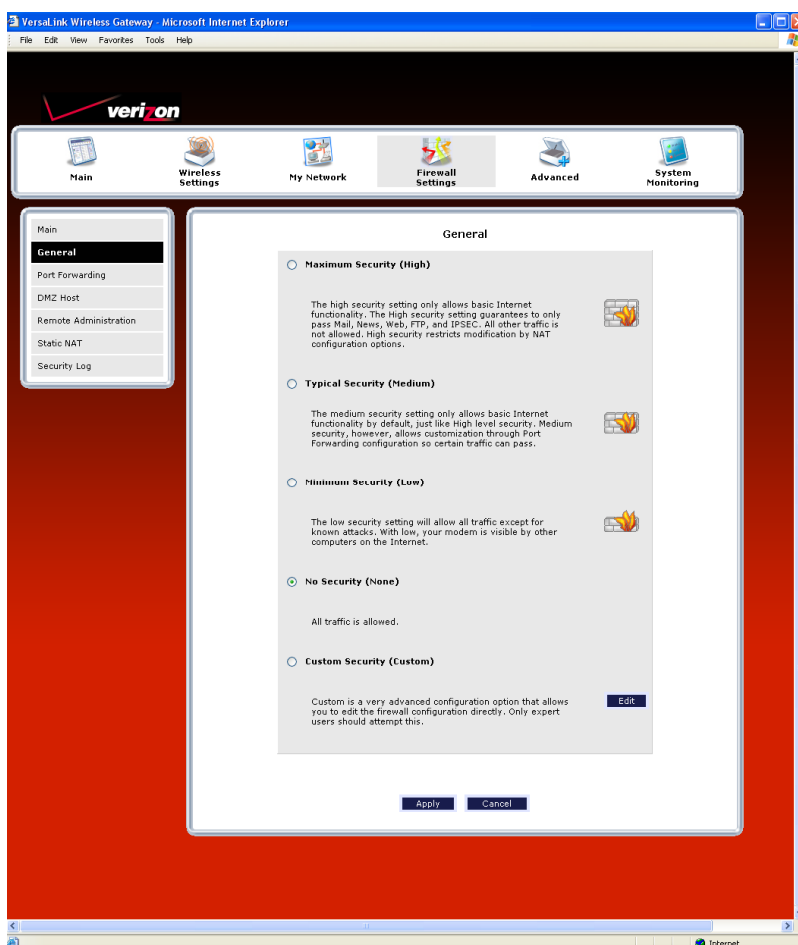 VersaLink Wireless Gateway - Microsoft Internet Explorer
File Edit View Favorites Tools Help
verizon
Main
Wireless
Settings
My Network
Firewall
Settings
Advanced
System
Monitoring
Main
General
Port Forwarding
DMZ Host
Remote Administration
Static NAT
Security Log
General
Maximum Security (High)
The high security setting only allows basic Internet
functionality. The High security setting guarantees to only
pass Mail, News, Web, FTP, and IPSEC. All other traffic is
not allowed. High security restricts modification by NAT
configuration options.
Typical Security (Medium)
The medium security setting only allows basic Internet
functionality by default, just like High level security. Medium
security, however, allows customization through Port
Forwarding configuration so certain traffic can pass.
Minimum Security (Low)
The low security setting will allow all traffic except for
known attacks. With low, your modem is visible by other
computers on the Internet.
No Security (None)
All traffic is allowed.
Custom Security (Custom)
Custom is a very advanced configuration option that allows
you to edit the firewall configuration directly. Only expert
users should attempt this.
Edit
Apply Cancel
Internet